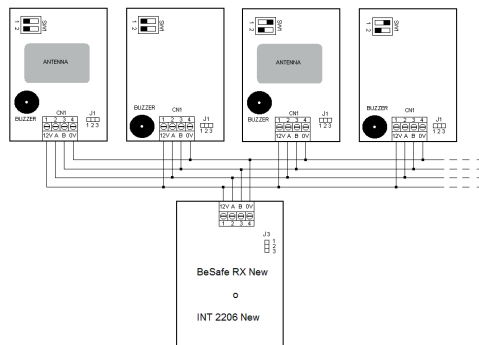 1 2 SW1
ANTENNA
BUZZER
CN1
1 2 3 4
12V A B 0V
J1
1 2 3
1 2 SW1
BUZZER
CN1
1 2 3 4
12V A B 0V
J1
1 2 3
1 2 SW1
ANTENNA
BUZZER
CN1
1 2 3 4
12V A B 0V
J1
1 2 3
1 2 SW1
BUZZER
CN1
1 2 3 4
12V A B 0V
J1
1 2 3
12V A B 0V
1 2 3 4
J3
1
2
3
BeSafe RX New
INT 2206 New